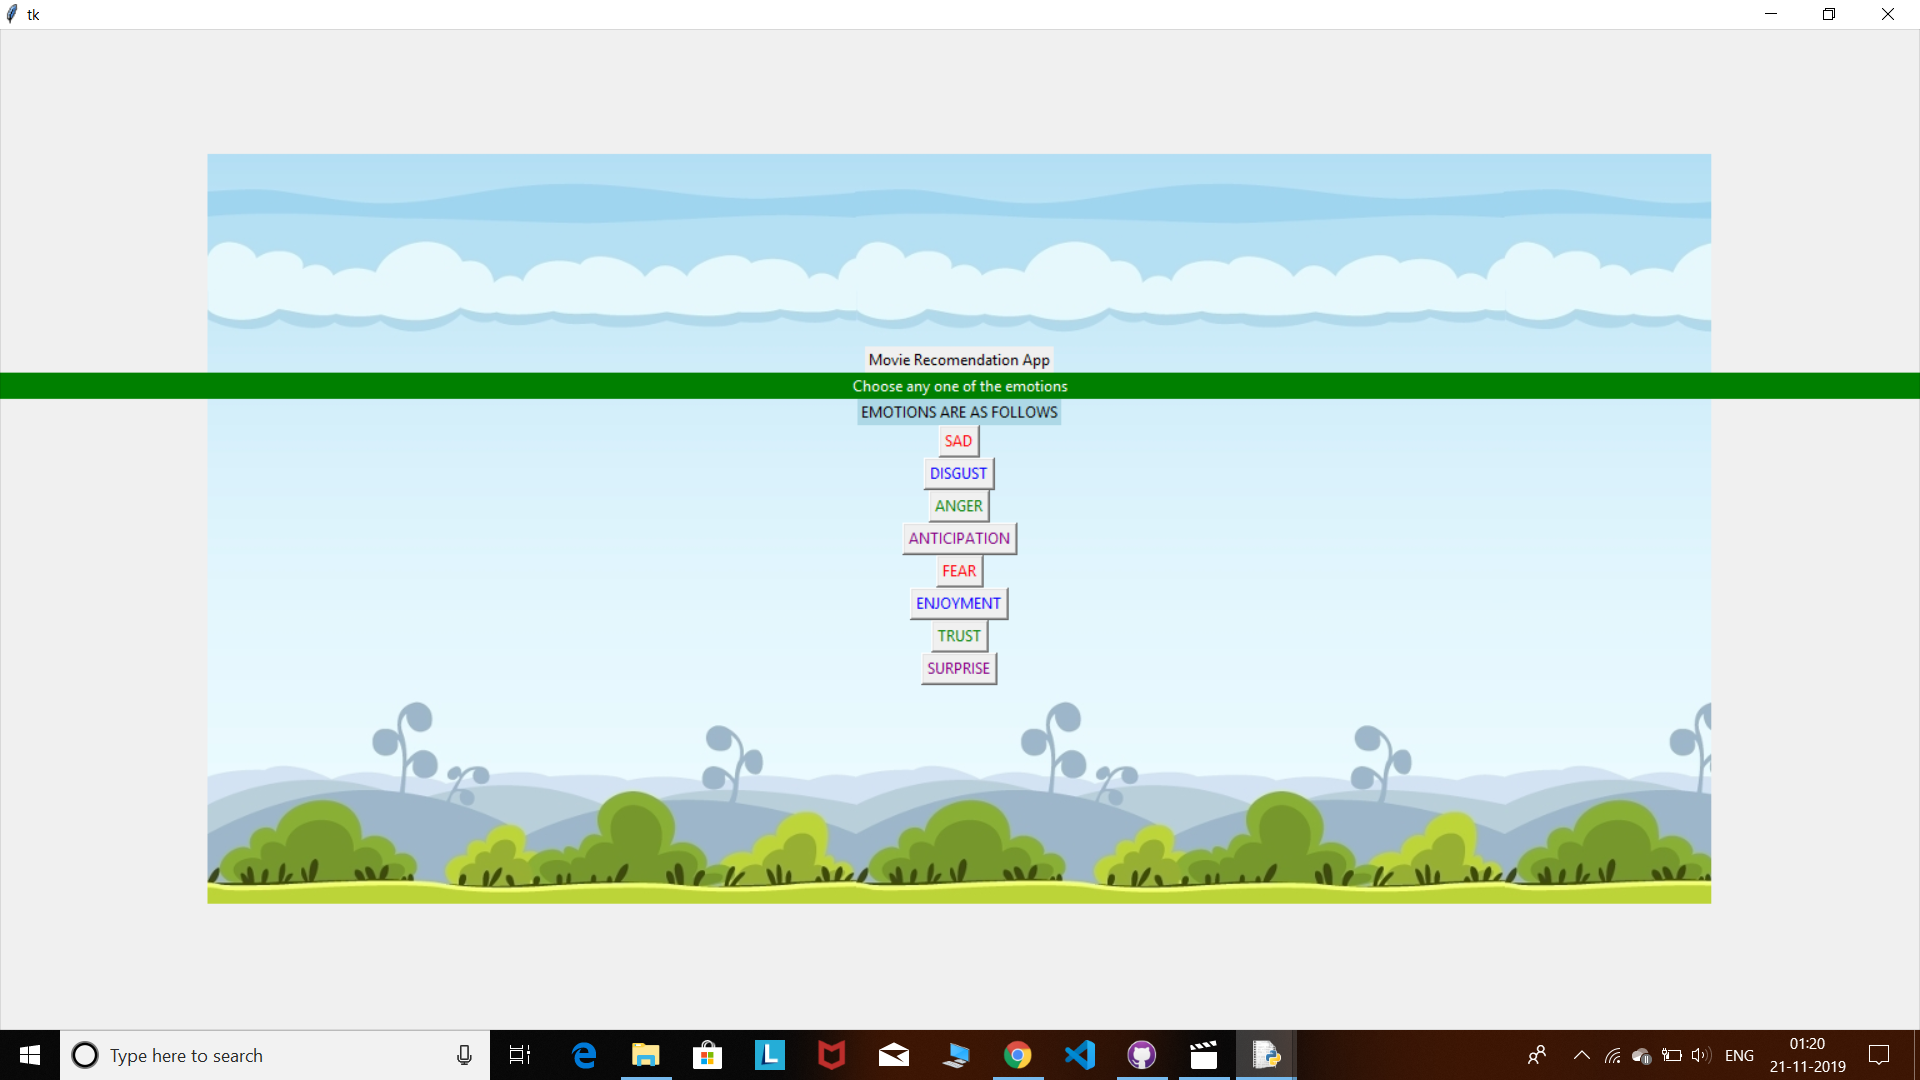 tk
Movie Recomendation App
Choose any one of the emotions
EMOTIONS ARE AS FOLLOWS
SAD
DISGUST
ANGER
ANTICIPATION
FEAR
ENJOYMENT
TRUST
SURPRISE
Type here to search
L
ENG
01:20
21-11-2019